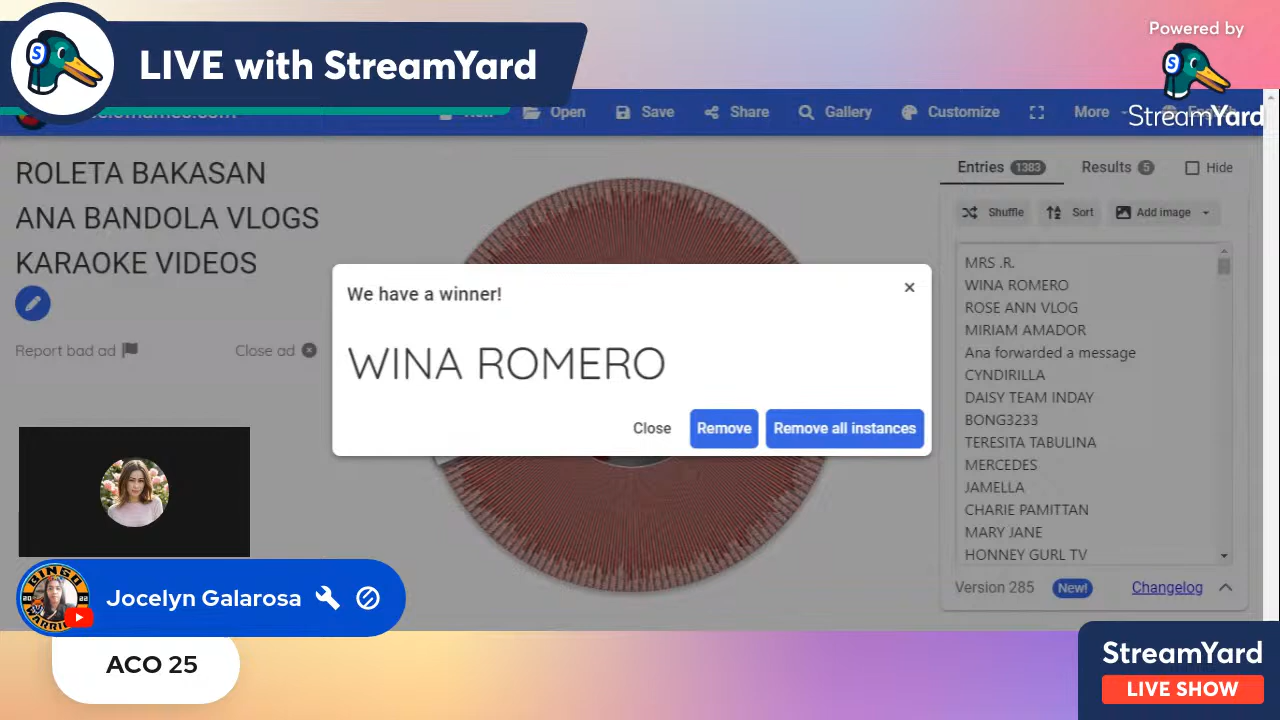 LIVE with StreamYard
Powered by
StreamYard
Open
Save
Share
Gallery
Customize
More
ROLETA BAKASAN
ANA BANDOLA VLOGS
KARAOKE VIDEOS
Report bad ad
Close ad
Entries 1383
Results 5
Hide
Shuffle
Sort
Add image
MRS .R.
WINA ROMERO
ROSE ANN VLOG
MIRIAM AMADOR
Ana forwarded a message
CYNDIRILLA
DAISY TEAM INDAY
BONG3233
TERESITA TABULINA
MERCEDES
JAMELLA
CHARIE PAMITTAN
MARY JANE
HONNEY GURL TV
Version 285
New!
Changelog
We have a winner!
WINA ROMERO
Close
Remove
Remove all instances
BINGO
20 22
Jocelyn Galarosa
ACO 25
StreamYard
LIVE SHOW